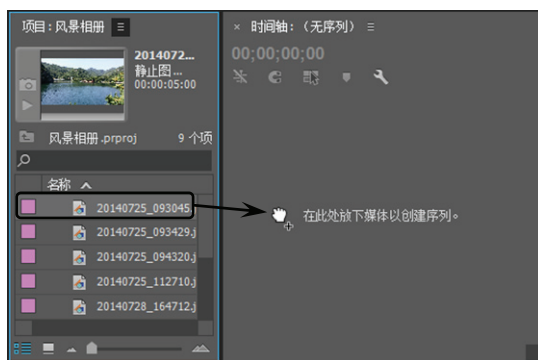 项目:风景相册
2014072...
静止图...
00:00:05:00
风景相册.prproj
9 个项
名称
20140725_093045.j
20140725_093429.j
20140725_094320.j
20140725_112710.j
20140728_164712.j
× 时间轴:(无序列)
00;00;00;00
在此处放下媒体以创建序列。